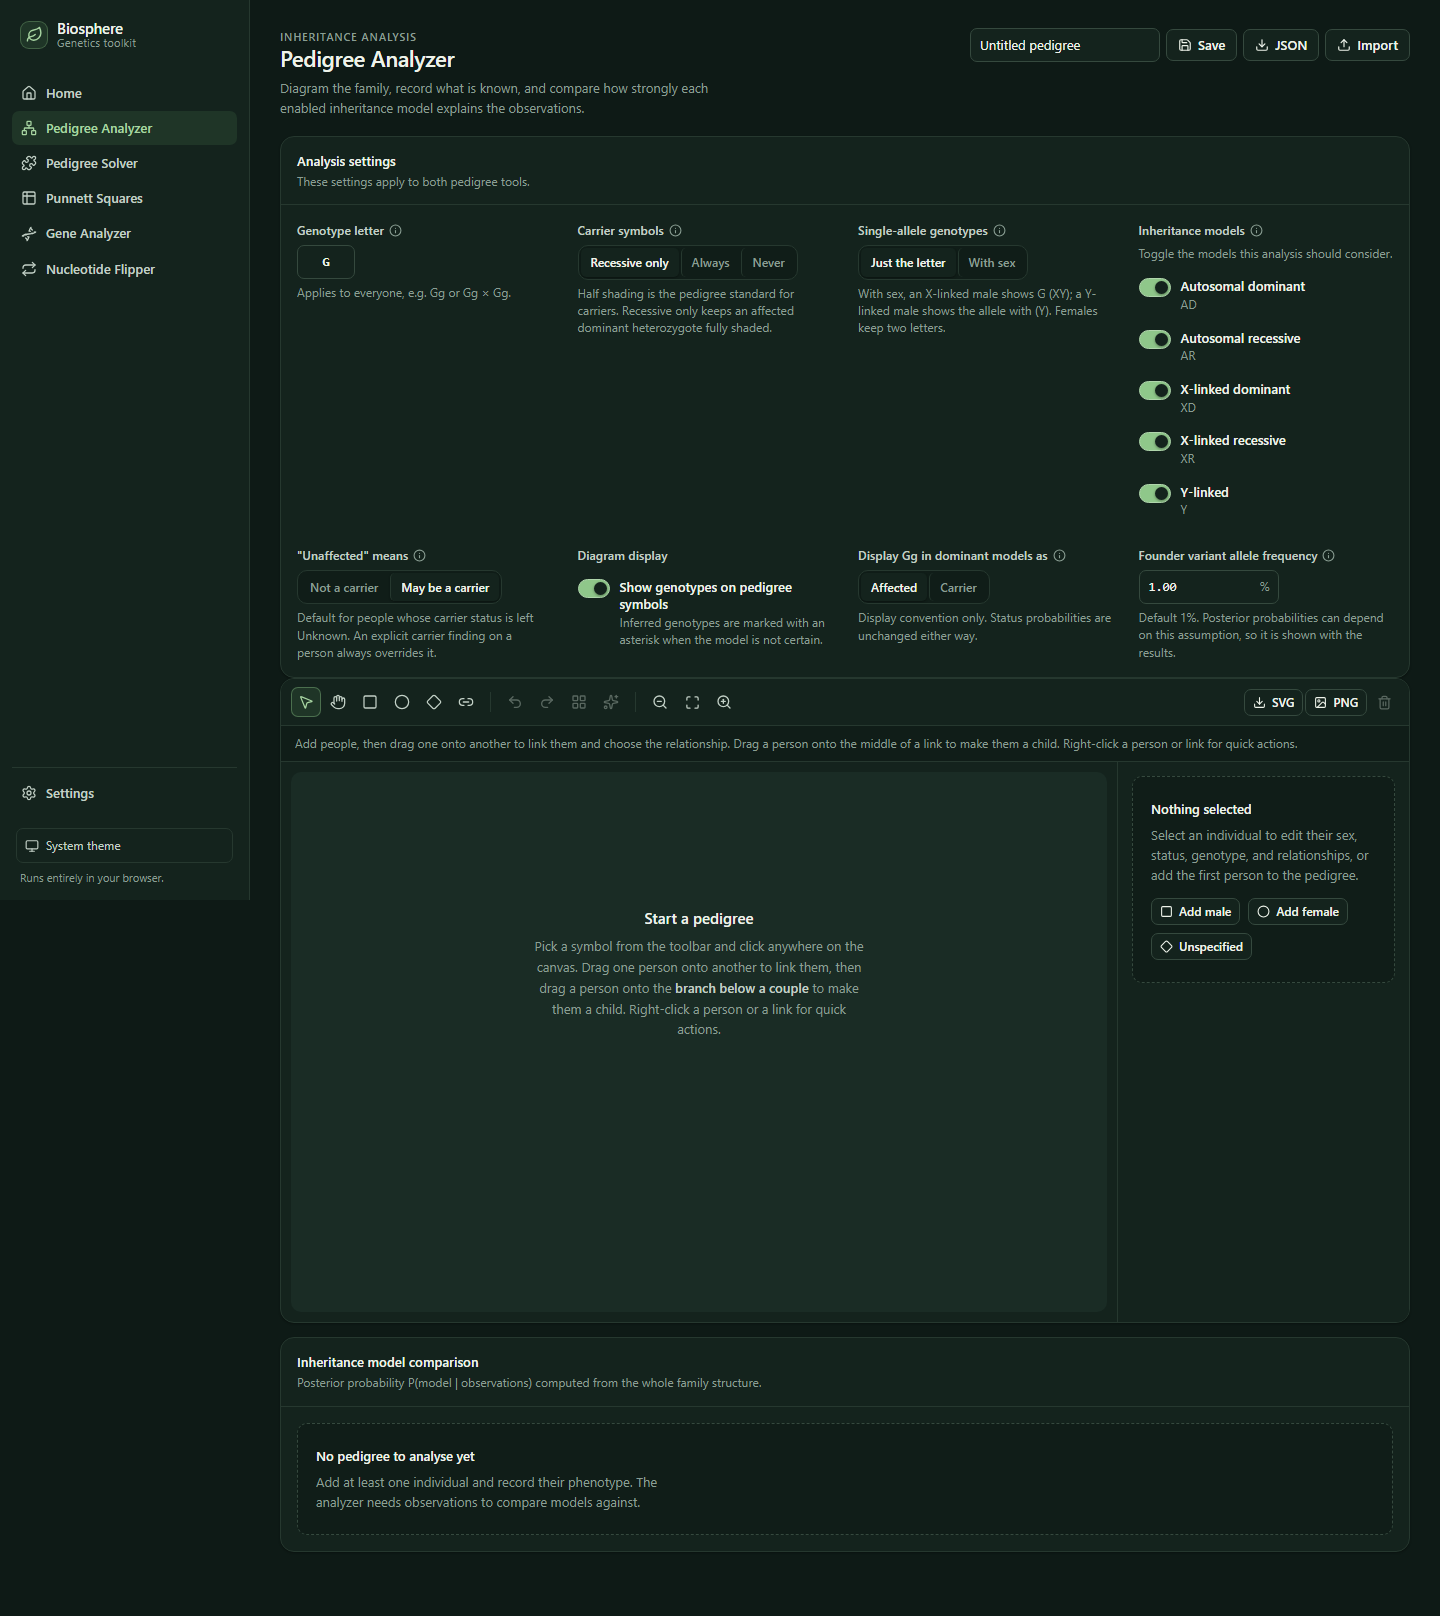 Biosphere
Genetics toolkit
Home
Pedigree Analyzer
Pedigree Solver
Punnett Squares
Gene Analyzer
Nucleotide Flipper
Settings
System theme
Runs entirely in your browser.
INHERITANCE ANALYSIS
Pedigree Analyzer
Diagram the family, record what is known, and compare how strongly each
enabled inheritance model explains the observations.
Untitled pedigree
Save
JSON
Import
Analysis settings
These settings apply to both pedigree tools.
Genotype letter
G
Applies to everyone, e.g. Gg or Gg × Gg.
Carrier symbols
Recessive only Always Never
Half shading is the pedigree standard for
carriers. Recessive only keeps an affected
dominant heterozygote fully shaded.
Single-allele genotypes
Just the letter With sex
With sex, an X-linked male shows G (XY); a Y-
linked male shows the allele with (Y). Females
keep two letters.
Inheritance models
Toggle the models this analysis should consider.
Autosomal dominant
AD
Autosomal recessive
AR
X-linked dominant
XD
X-linked recessive
XR
Y-linked
Y
"Unaffected" means
Not a carrier May be a carrier
Default for people whose carrier status is left
Unknown. An explicit carrier finding on a
person always overrides it.
Diagram display
Show genotypes on pedigree
symbols
Inferred genotypes are marked with an
asterisk when the model is not certain.
Display Gg in dominant models as
Affected Carrier
Display convention only. Status probabilities are
unchanged either way.
Founder variant allele frequency
1.00 %
Default 1%. Posterior probabilities can depend
on this assumption, so it is shown with the
results.
SVG
PNG
Add people, then drag one onto another to link them and choose the relationship. Drag a person onto the middle of a link to make them a child. Right-click a person or link for quick actions.
Start a pedigree
Pick a symbol from the toolbar and click anywhere on the
canvas. Drag one person onto another to link them, then
drag a person onto the branch below a couple to make
them a child. Right-click a person or a link for quick
actions.
Nothing selected
Select an individual to edit their sex,
status, genotype, and relationships, or
add the first person to the pedigree.
Add male
Add female
Unspecified
Inheritance model comparison
Posterior probability P(model | observations) computed from the whole family structure.
No pedigree to analyse yet
Add at least one individual and record their phenotype. The
analyzer needs observations to compare models against.